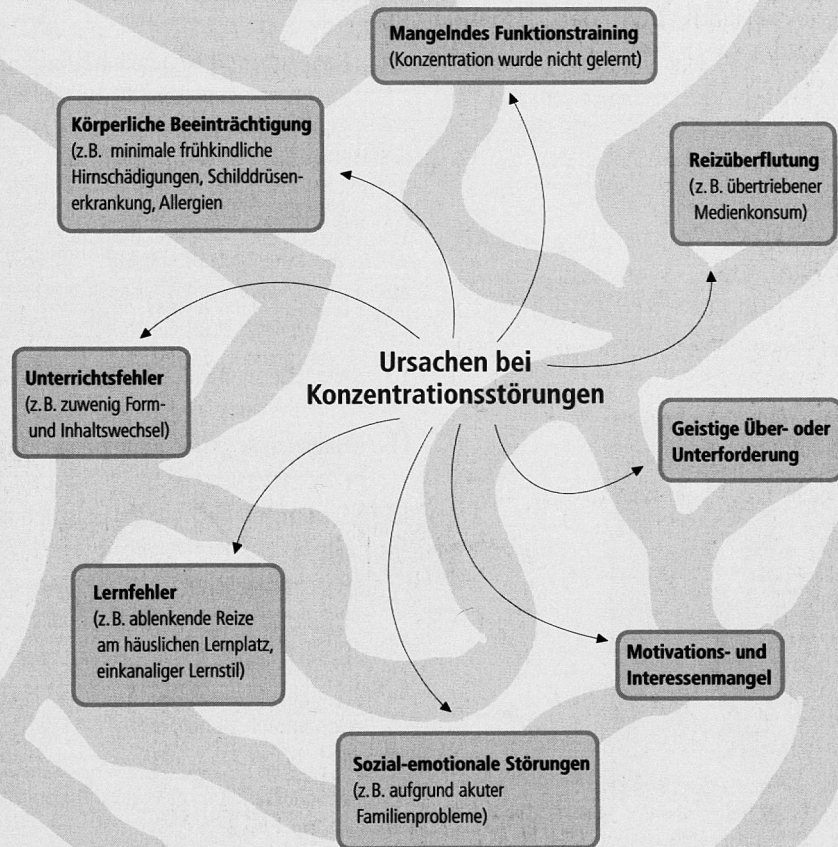 Mangelndes Funktionstraining
(Konzentration wurde nicht gelernt)
Körperliche Beeinträchtigung
(z.B. minimale frühkindliche
Hirnschädigungen, Schilddrüsen-
erkrankung, Allergien
Reizüberflutung
(z.B. übertriebener
Medienkonsum)
Ursachen bei
Konzentrationsstörungen
Unterrichtsfehler
(z.B. zuwenig Form-
und Inhaltswechsel)
Geistige Über- oder
Unterforderung
Lernfehler
(z.B. ablenkende Reize
am häuslichen Lernplatz,
einkanaliger Lernstil)
Motivations- und
Interessenmangel
Sozial-emotionale Störungen
(z.B. aufgrund akuter
Familienprobleme)